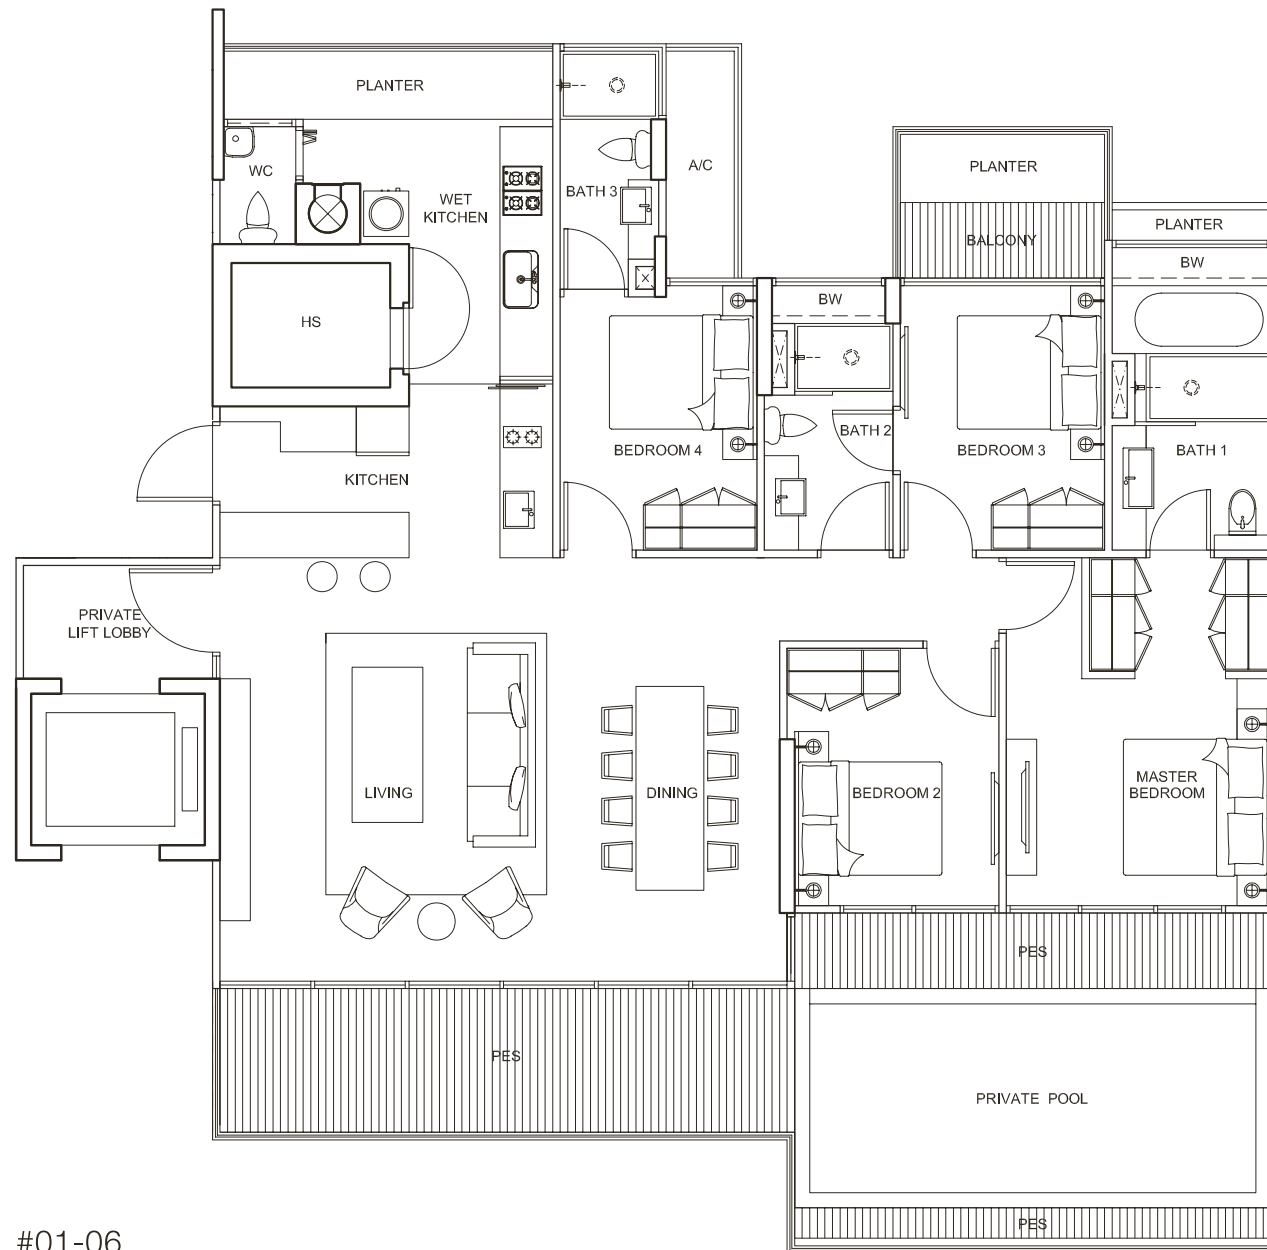 PLANTER
WC
WET
KITCHEN
BATH 3
A/C
PLANTER
BALCONY
PLANTER
BW
HS
BW
BEDROOM 4
BATH 2
BEDROOM 3
BATH 1
KITCHEN
PRIVATE
LIFT LOBBY
LIVING
DINING
BEDROOM 2
MASTER
BEDROOM
PES
PES
PRIVATE POOL
PES
#01-06